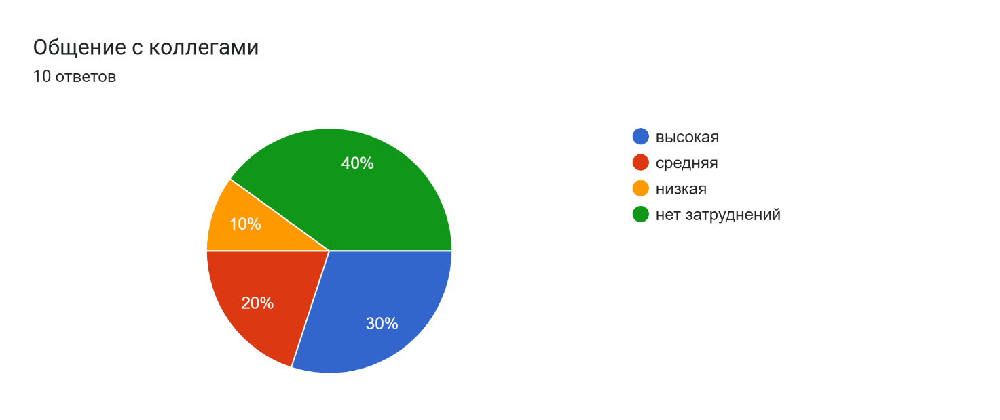 Общение с коллегами
10 ответов
40%
10%
20%
30%
высокая
средняя
низкая
нет затруднений